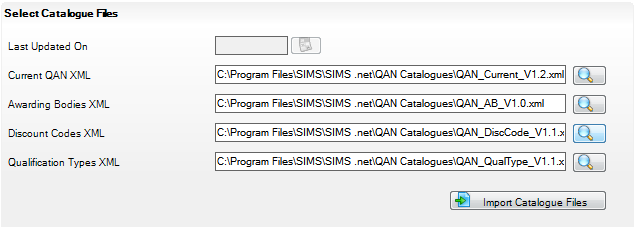 Select Catalogue Files
Last Updated On
Current QAN XML C:\Program Files\SIMS\SIMS .net\QAN Catalogues\QAN_Current_V1.2.xml
Awarding Bodies XML C:\Program Files\SIMS\SIMS .net\QAN Catalogues\QAN_AB_V1.0.xml
Discount Codes XML C:\Program Files\SIMS\SIMS .net\QAN Catalogues\QAN_DiscCode_V1.1.x
Qualification Types XML C:\Program Files\SIMS\SIMS .net\QAN Catalogues\QAN_QualType_V1.1.x
Import Catalogue Files